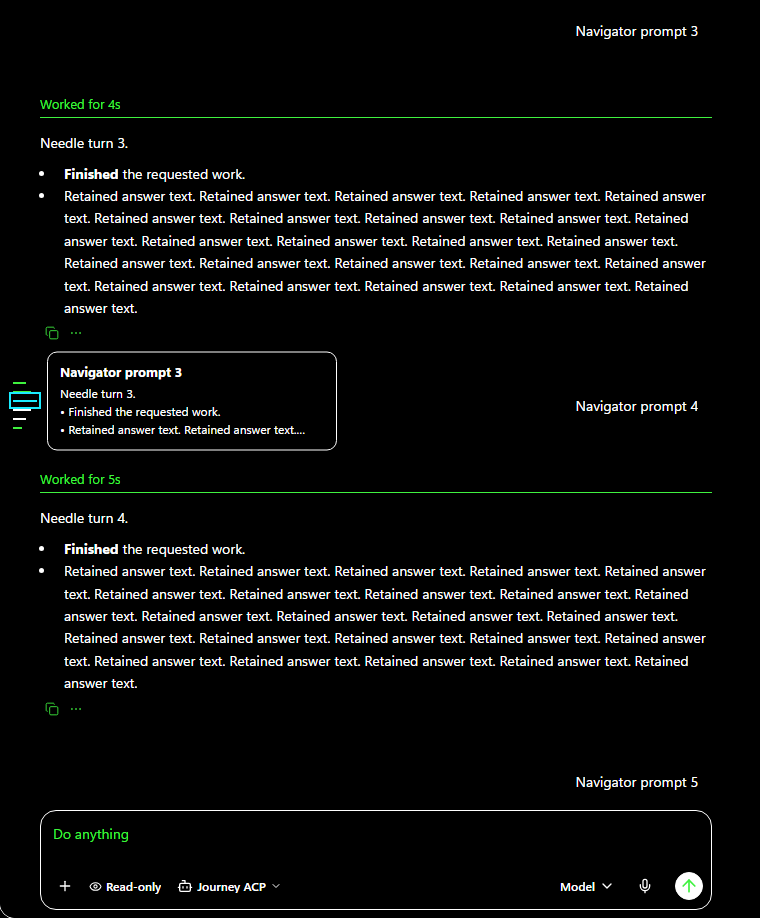 Navigator prompt 3
Worked for 4s
Needle turn 3.
• Finished the requested work.
• Retained answer text. Retained answer text. Retained answer text. Retained answer text. Retained answer
text. Retained answer text. Retained answer text. Retained answer text. Retained answer text. Retained
answer text. Retained answer text. Retained answer text. Retained answer text. Retained answer text.
Retained answer text. Retained answer text. Retained answer text. Retained answer text. Retained answer
text. Retained answer text. Retained answer text. Retained answer text. Retained answer text. Retained
answer text.
Navigator prompt 3
Needle turn 3.
• Finished the requested work.
• Retained answer text. Retained answer text....
Navigator prompt 4
Worked for 5s
Needle turn 4.
• Finished the requested work.
• Retained answer text. Retained answer text. Retained answer text. Retained answer text. Retained answer
text. Retained answer text. Retained answer text. Retained answer text. Retained answer text. Retained
answer text. Retained answer text. Retained answer text. Retained answer text. Retained answer text.
Retained answer text. Retained answer text. Retained answer text. Retained answer text. Retained answer
text. Retained answer text. Retained answer text. Retained answer text. Retained answer text. Retained
answer text.
Navigator prompt 5
Do anything
Read-only Journey ACP Model